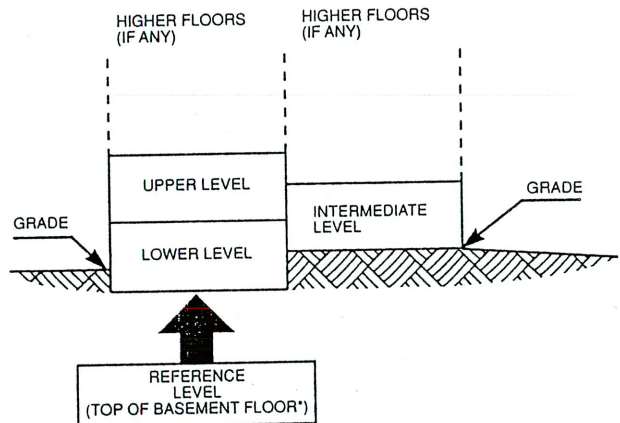 HIGHER FLOORS
(IF ANY)
HIGHER FLOORS
(IF ANY)
UPPER LEVEL
GRADE
INTERMEDIATE
LEVEL
GRADE
LOWER LEVEL
REFERENCE
LEVEL
(TOP OF BASEMENT FLOOR*)